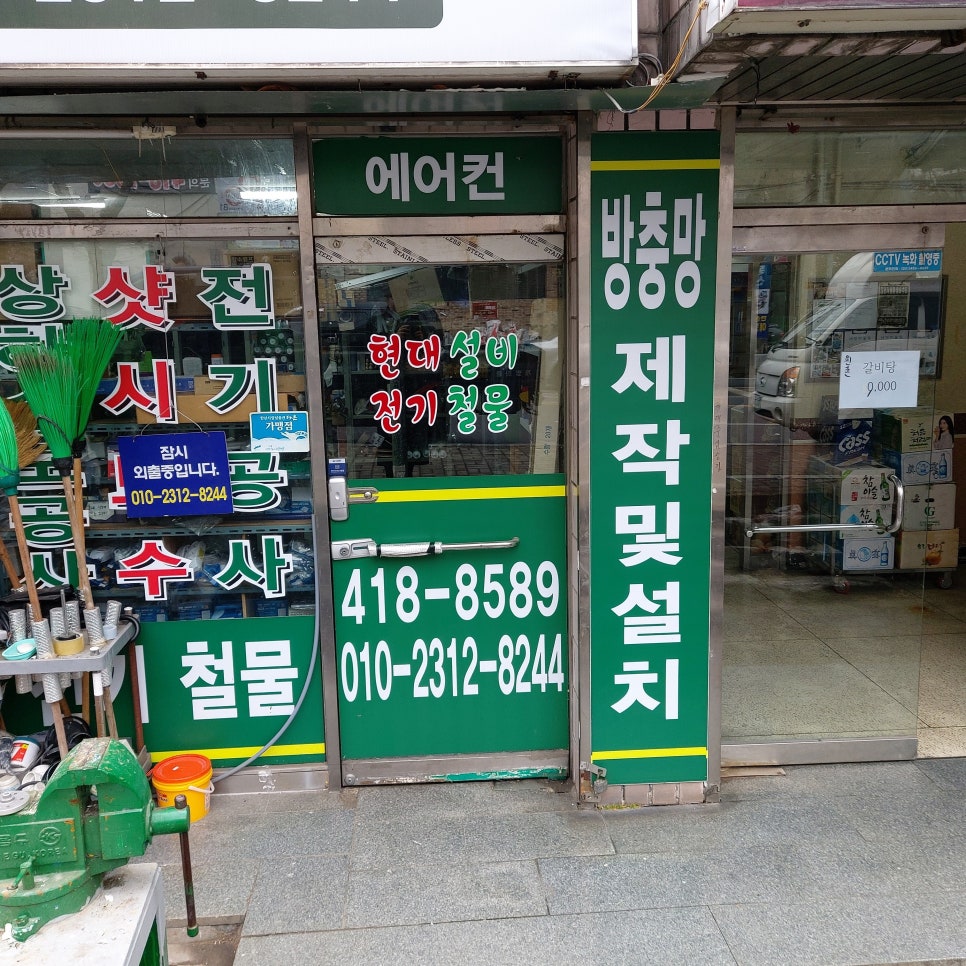 에어컨
방충망 제작및설치
CCTV 녹화 촬영중
현대 설비
전기 철물
갈비탕
9,000
샷시
전기
수
공사
가맹점
잠시
외출중입니다.
010-2312-8244
Cass
참이슬
418-8589
010-2312-8244
철물